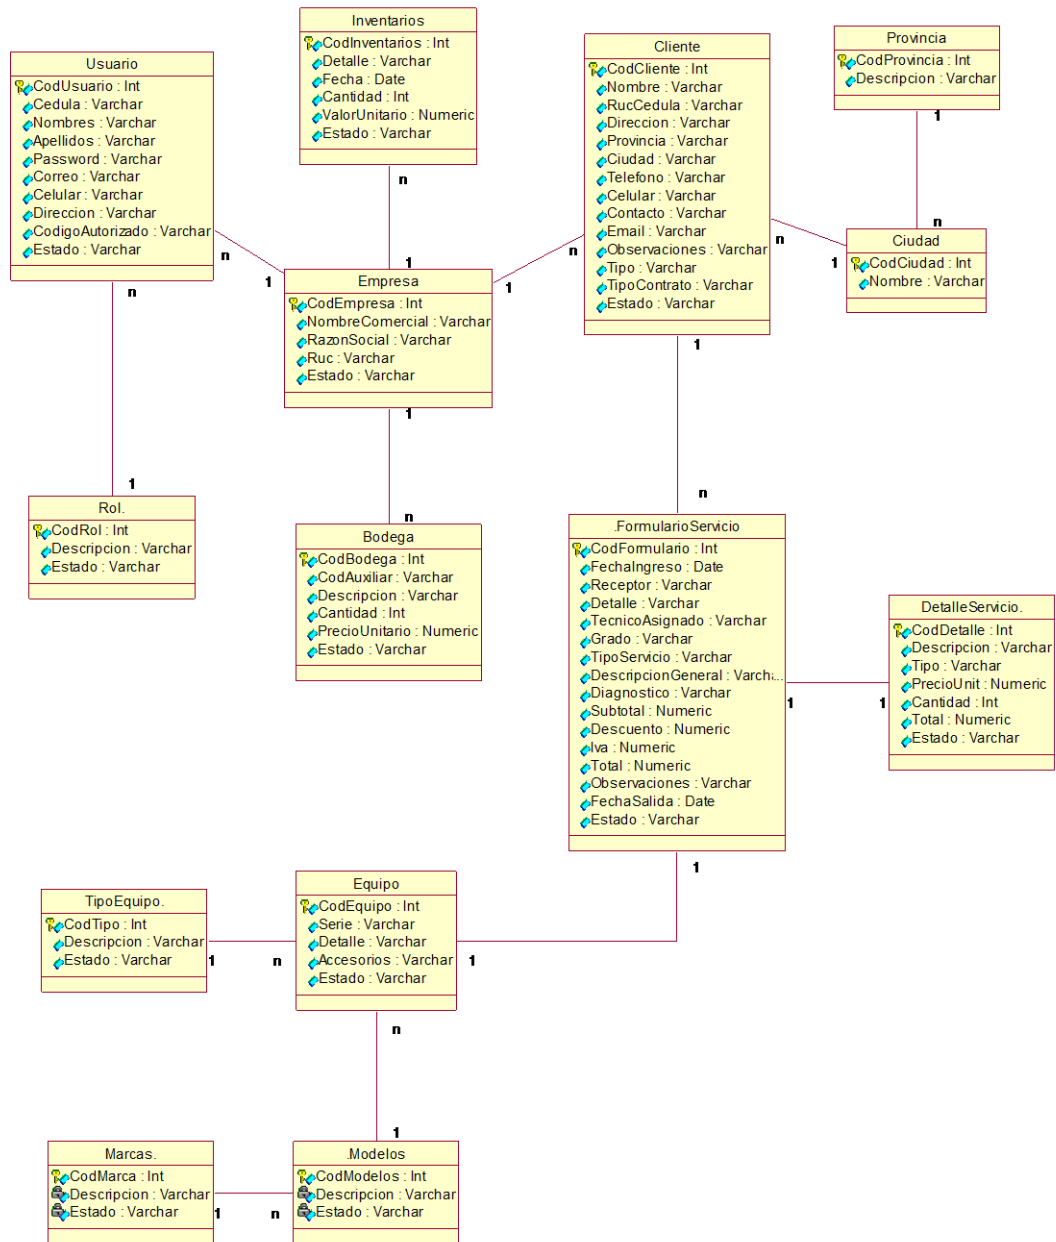 Inventarios
CodInventarios : Int
Detalle : Varchar
Fecha : Date
Cantidad : Int
ValorUnitario : Numeric
Estado : Varchar
n
Usuario
CodUsuario : Int
Cedula : Varchar
Nombres : Varchar
Apellidos : Varchar
Password : Varchar
Correo : Varchar
Celular : Varchar
Direccion : Varchar
CodigoAutorizado : Varchar
Estado : Varchar
n
n
Cliente
CodCliente : Int
Nombre : Varchar
RucCedula : Varchar
Direccion : Varchar
Provincia : Varchar
Ciudad : Varchar
Telefono : Varchar
Celular : Varchar
Contacto : Varchar
Email : Varchar
Observaciones : Varchar
Tipo : Varchar
TipoContrato : Varchar
Estado : Varchar
n
n
1
Provincia
CodProvincia : Int
Descripcion : Varchar
1
n
Ciudad
CodCiudad : Int
Nombre : Varchar
1
1
1
1
Empresa
CodEmpresa : Int
NombreComercial : Varchar
RazonSocial : Varchar
Ruc : Varchar
Estado : Varchar
1
1
Rol.
CodRol : Int
Descripcion : Varchar
Estado : Varchar
n
Bodega
CodBodega : Int
CodAuxiliar : Varchar
Descripcion : Varchar
Cantidad : Int
PrecioUnitario : Numeric
Estado : Varchar
n
.FormularioServicio
CodFormulario : Int
FechaIngreso : Date
Receptor : Varchar
Detalle : Varchar
TecnicoAsignado : Varchar
Grado : Varchar
TipoServicio : Varchar
DescripcionGeneral : Varcha...
Diagnostico : Varchar
Subtotal : Numeric
Descuento : Numeric
Iva : Numeric
Total : Numeric
Observaciones : Varchar
FechaSalida : Date
Estado : Varchar
1
1
1
DetalleServicio.
CodDetalle : Int
Descripcion : Varchar
Tipo : Varchar
PrecioUnit : Numeric
Cantidad : Int
Total : Numeric
Estado : Varchar
TipoEquipo.
CodTipo : Int
Descripcion : Varchar
Estado : Varchar
1
n
Equipo
CodEquipo : Int
Serie : Varchar
Detalle : Varchar
Accesorios : Varchar
Estado : Varchar
1
n
1
Marcas.
CodMarca : Int
Descripcion : Varchar
Estado : Varchar
1
n
.Modelos
CodModelos : Int
Descripcion : Varchar
Estado : Varchar